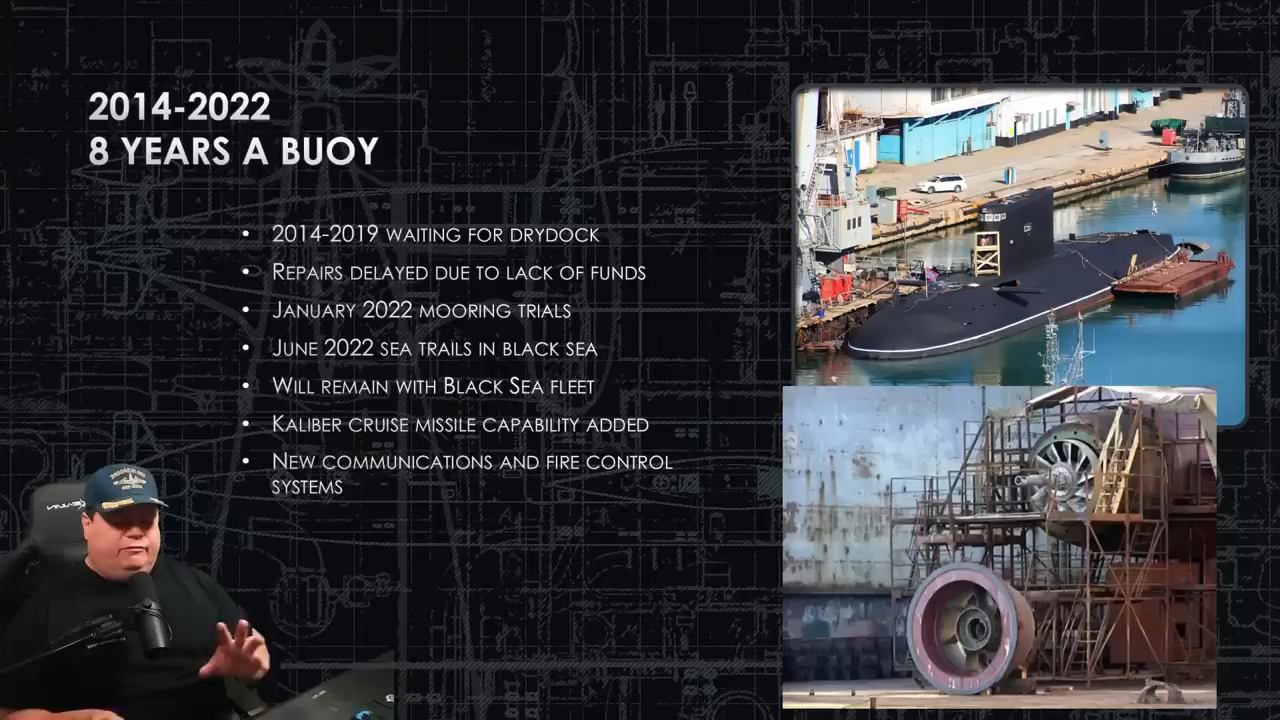 2014-2022
8 YEARS A BUOY
• 2014-2019 WAITING FOR DRYDOCK
• REPAIRS DELAYED DUE TO LACK OF FUNDS
• JANUARY 2022 MOORING TRIALS
• JUNE 2022 SEA TRAILS IN BLACK SEA
• WILL REMAIN WITH BLACK SEA FLEET
• KALIBER CRUISE MISSILE CAPABILITY ADDED
• NEW COMMUNICATIONS AND FIRE CONTROL
SYSTEMS